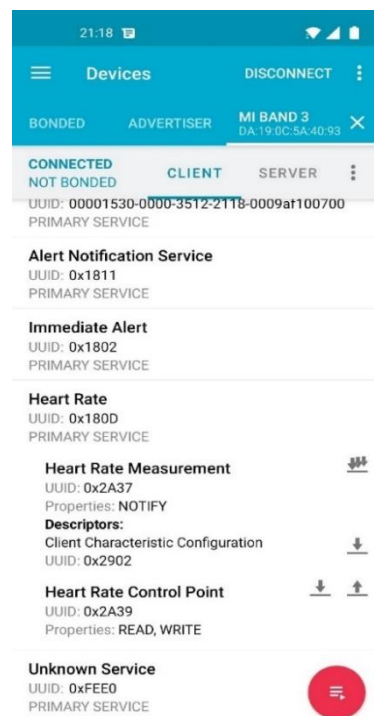 21:18
Devices
DISCONNECT
BONDED
ADVERTISER
MI BAND 3
DA:19:0C:5A:40:93
CONNECTED
NOT BONDED
CLIENT
SERVER
UUID: 00001530-0000-3512-2118-0009af100700
PRIMARY SERVICE
Alert Notification Service
UUID: 0x1811
PRIMARY SERVICE
Immediate Alert
UUID: 0x1802
PRIMARY SERVICE
Heart Rate
UUID: 0x180D
PRIMARY SERVICE
Heart Rate Measurement
UUID: 0x2A37
Properties: NOTIFY
Descriptors:
Client Characteristic Configuration
UUID: 0x2902
Heart Rate Control Point
UUID: 0x2A39
Properties: READ, WRITE
Unknown Service
UUID: 0xFEE0
PRIMARY SERVICE